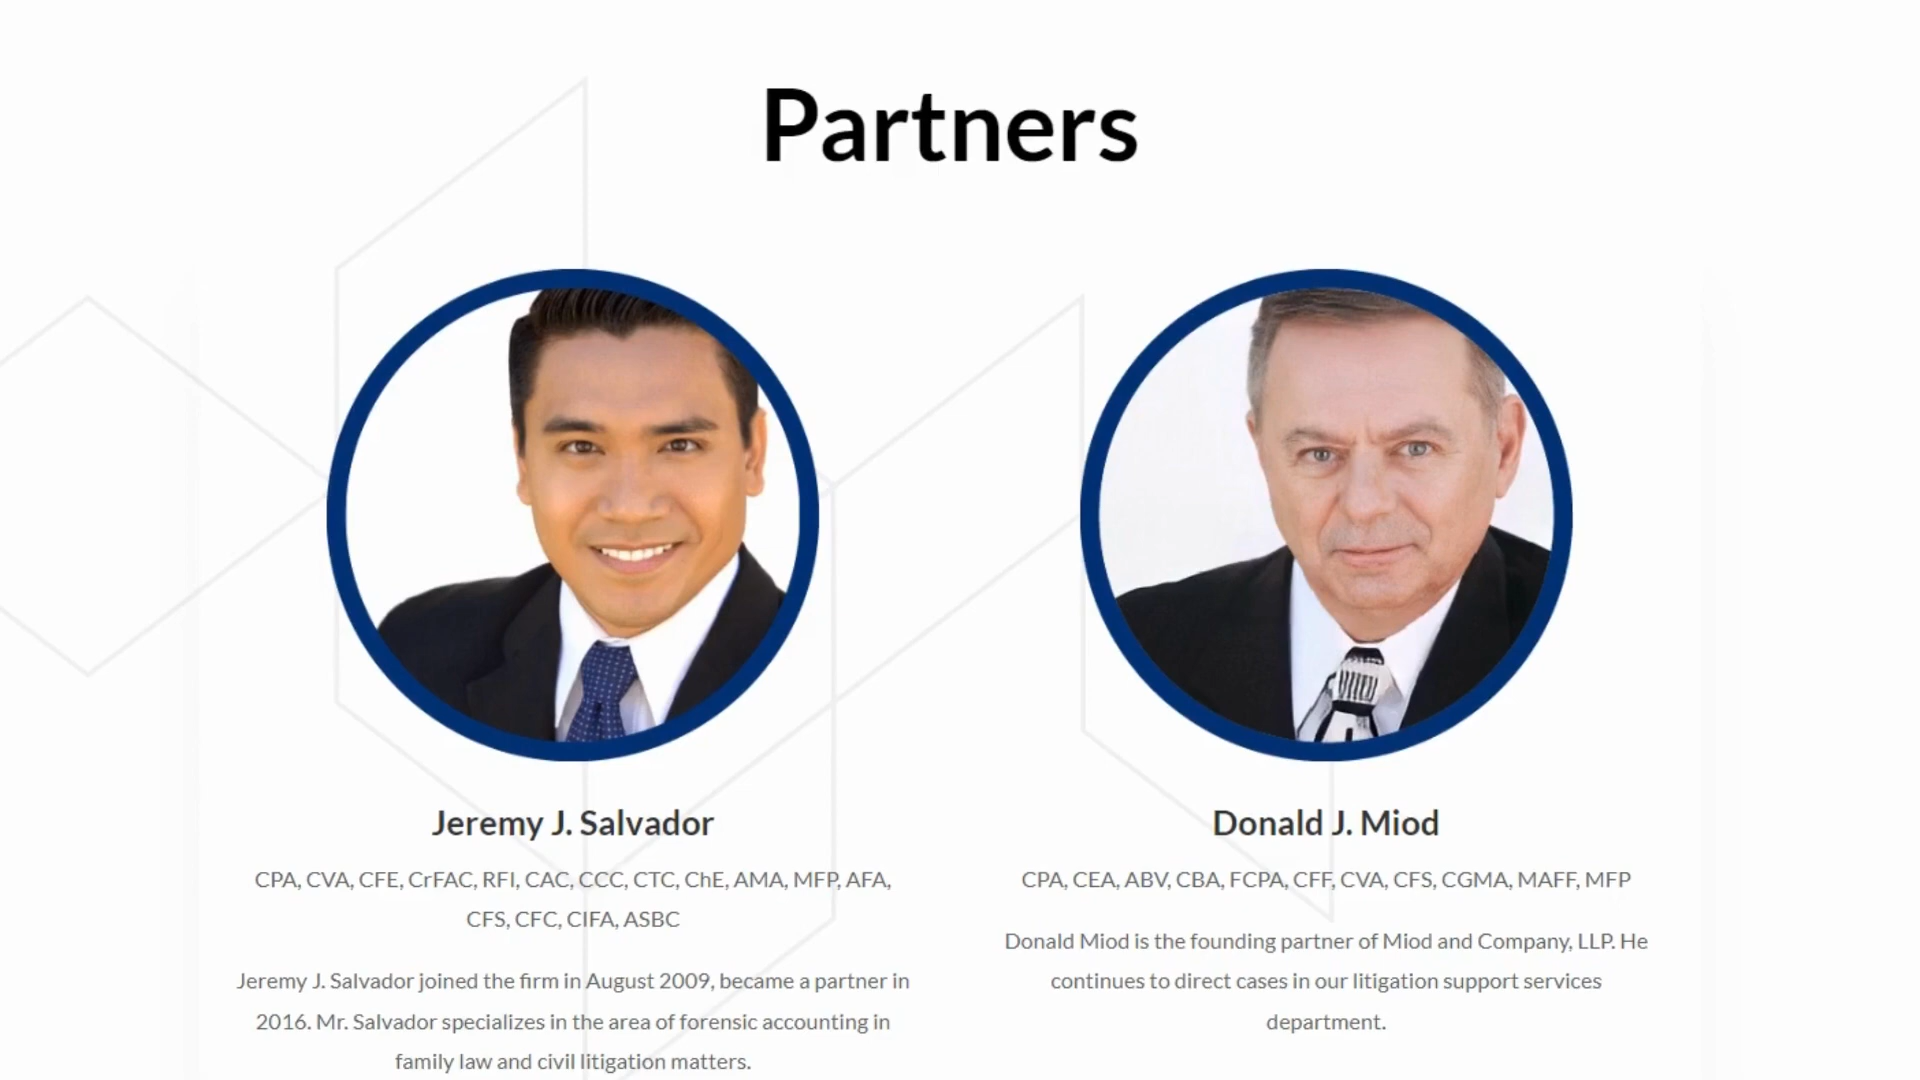 Partners
Jeremy J. Salvador
CPA, CVA, CFE, CrFAC, RFI, CAC, CCC, CTC, ChE, AMA, MFP, AFA,
CFS, CFC, CIFA, ASBC
Jeremy J. Salvador joined the firm in August 2009, became a partner in
2016. Mr. Salvador specializes in the area of forensic accounting in
family law and civil litigation matters.
Donald J. Miod
CPA, CEA, ABV, CBA, FCPA, CFF, CVA, CFS, CGMA, MAFF, MFP
Donald Miod is the founding partner of Miod and Company, LLP. He
continues to direct cases in our litigation support services
department.